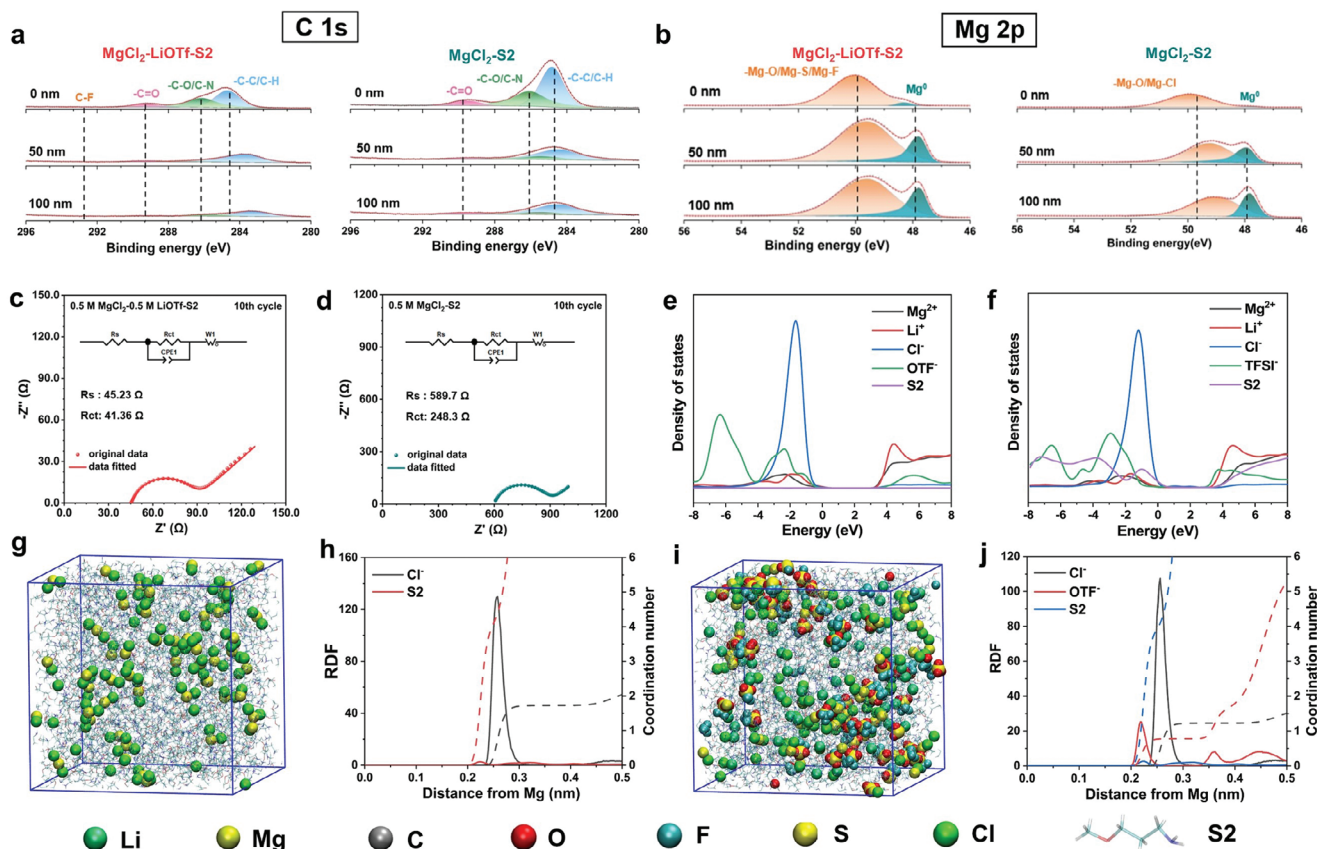 a
C 1s
MgCl₂-LiOTf-S2
MgCl₂-S2
C-F
-C=O
-C-O/C-N
-C-C/C-H
-C=O
-C-O/C-N
-C-C/C-H
0 nm
50 nm
100 nm
0 nm
50 nm
100 nm
296 292 288 284 280
296 292 288 284 280
Binding energy (eV)
Binding energy (eV)
b
Mg 2p
MgCl₂-LiOTf-S2
MgCl₂-S2
-Mg-O/Mg-S/Mg-F
Mg⁰
-Mg-O/Mg-Cl
Mg⁰
0 nm
50 nm
100 nm
0 nm
50 nm
100 nm
56 54 52 50 48 46
56 54 52 50 48 46
Binding energy (eV)
Binding energy(eV)
c
0.5 M MgCl₂-0.5 M LiOTf-S2 10th cycle
Rs Rct W1
CPE1
Rs : 45.23 Ω
Rct: 41.36 Ω
original data
data fitted
150.0
120.0
90.0
60.0
30.0
0.0
0.0 30.0 60.0 90.0 120.0 150.0
-Z'' (Ω)
Z' (Ω)
d
0.5 M MgCl₂-S2 10th cycle
Rs Rct W1
CPE1
Rs : 589.7 Ω
Rct: 248.3 Ω
original data
data fitted
1200
900
600
300
0
0 300 600 900 1200
-Z'' (Ω)
Z' (Ω)
e
Mg²⁺
Li⁺
Cl⁻
OTF⁻
S2
Density of states
-8 -6 -4 -2 0 2 4 6 8
Energy (eV)
f
Mg²⁺
Li⁺
Cl⁻
TFSI⁻
S2
Density of states
-8 -6 -4 -2 0 2 4 6 8
Energy (eV)
g
h
Cl⁻
S2
160
120
80
40
0
RDF
6
5
4
3
2
1
0
Coordination number
0.0 0.1 0.2 0.3 0.4 0.5
Distance from Mg (nm)
i
j
Cl⁻
OTF⁻
S2
120
100
80
60
40
20
0
RDF
6
5
4
3
2
1
0
Coordination number
0.0 0.1 0.2 0.3 0.4 0.5
Distance from Mg (nm)
Li Mg C O F S Cl S2